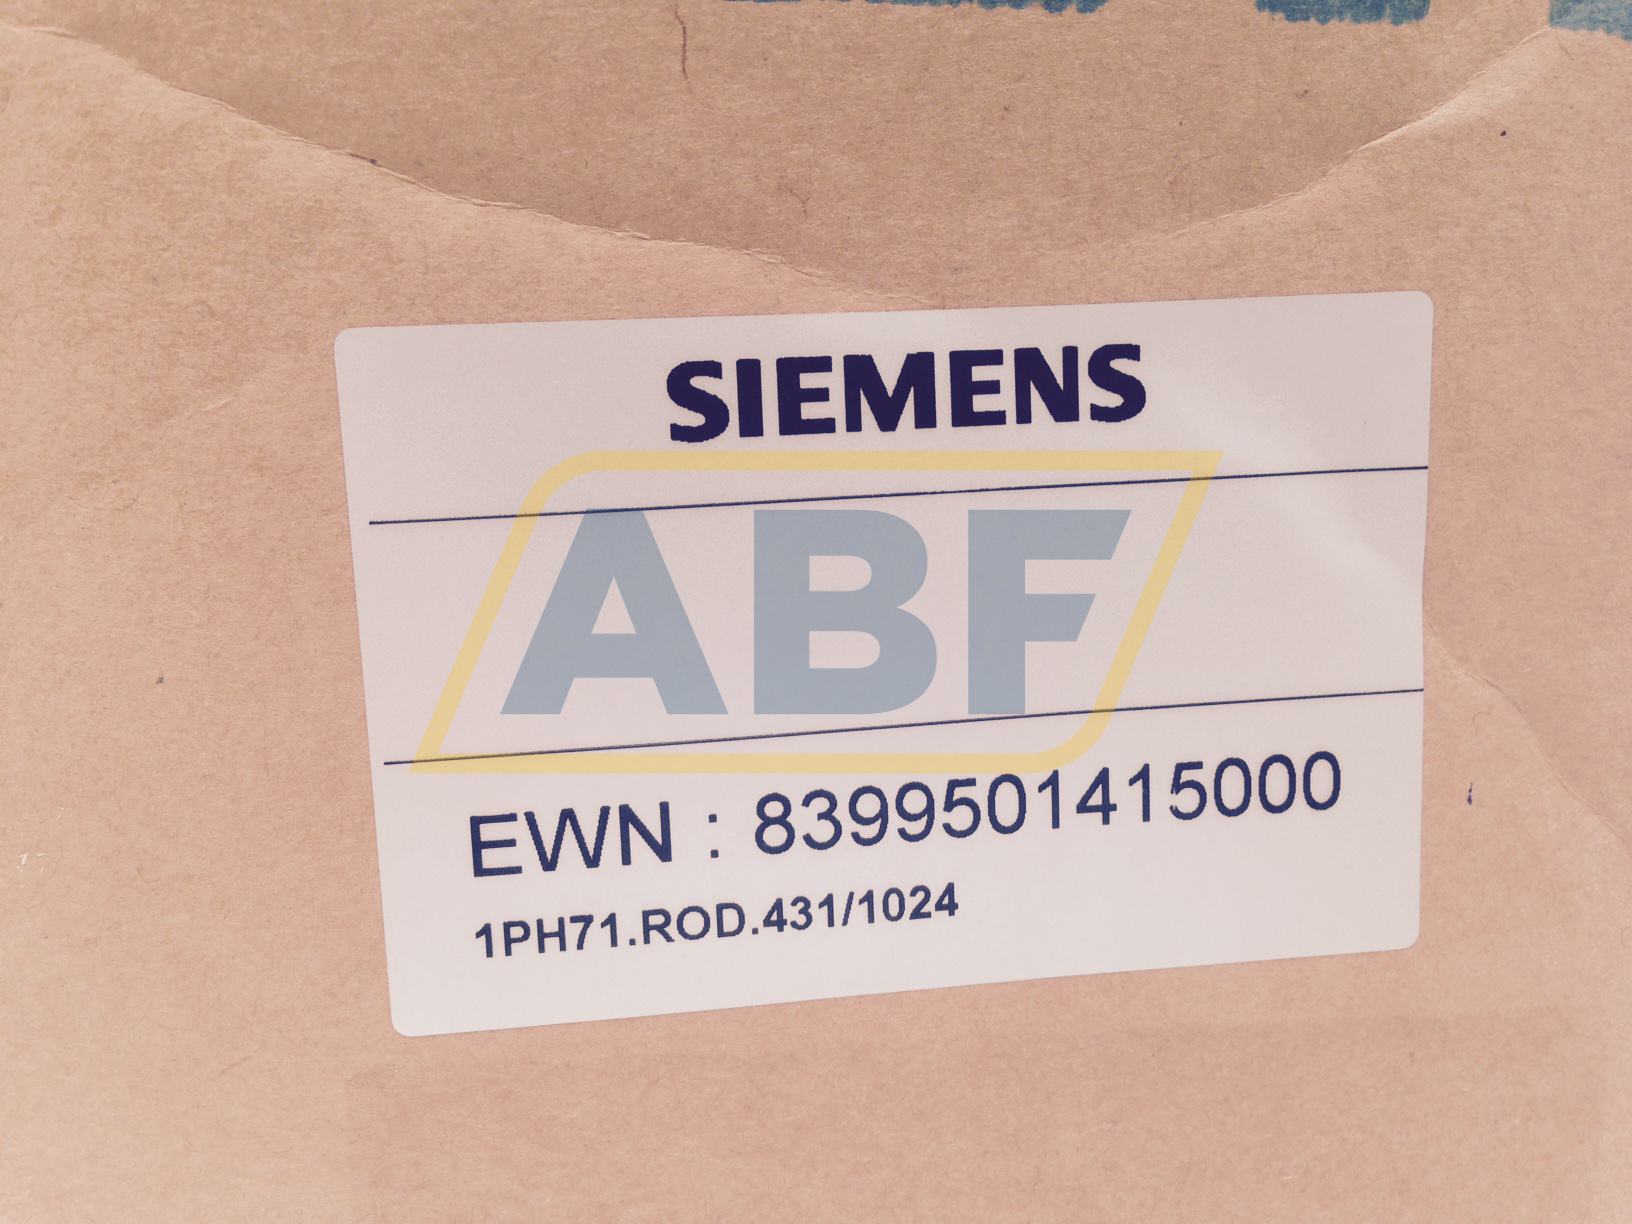 SIEMENS
ABF
EWN : 8399501415000
1PH71.ROD.431/1024